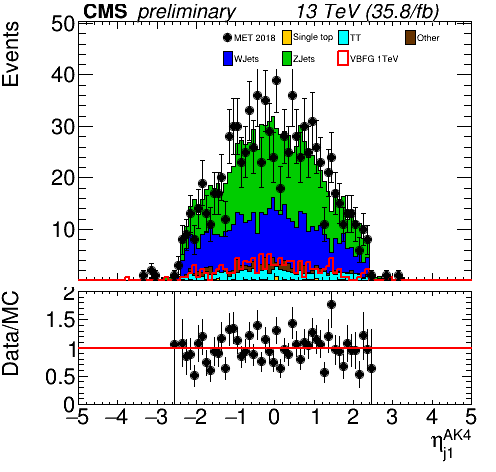 CMS preliminary 13 TeV (35.8/fb)
Events
50
40
30
20
10
MET 2018 Single top TT Other
WJets ZJets VBFG 1TeV
Data/MC
2
1.5
1
0.5
0
−5 −4 −3 −2 −1 0 1 2 3 4 5
η_{j1}^{AK4}